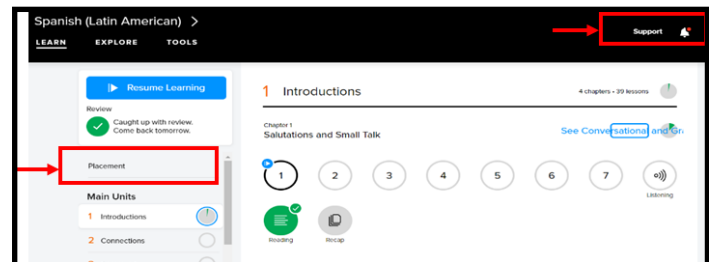 Spanish (Latin American) >
Support
LEARN EXPLORE TOOLS
Resume Learning
Review
Caught up with review.
Come back tomorrow.
Placement
Main Units
1 Introductions
2 Connections
1 Introductions
4 chapters • 39 lessons
Chapter 1
Salutations and Small Talk
See Conversational and Gr
1 2 3 4 5 6 7
Listening
Reading Recap